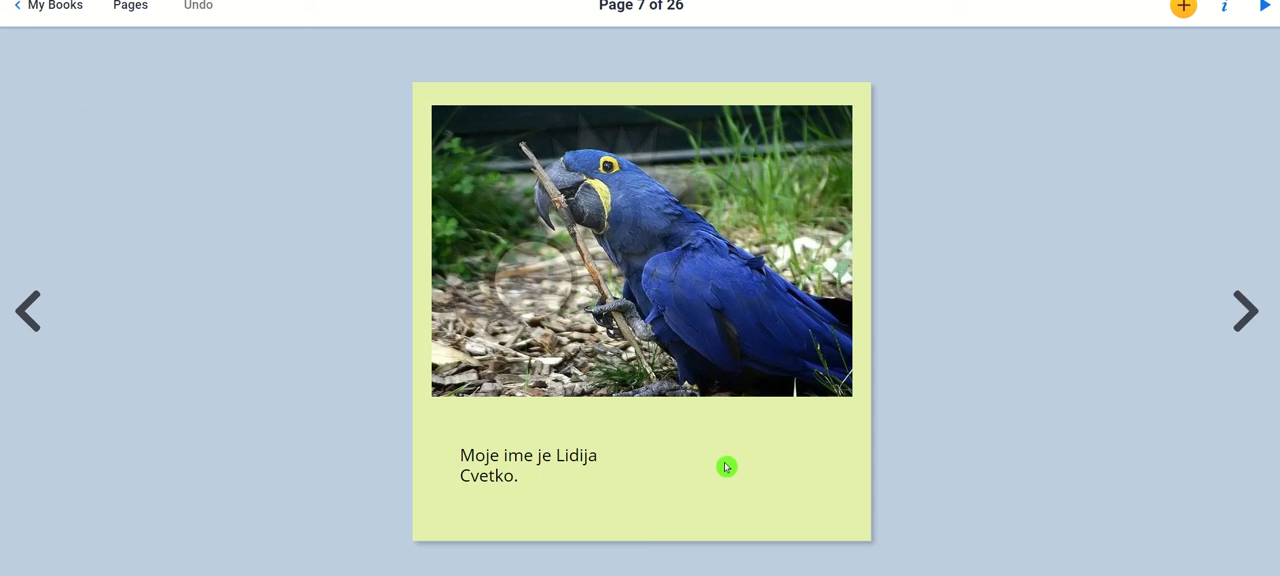 My Books
Pages
Undo
Page 7 of 26
Moje ime je Lidija
Cvetko.